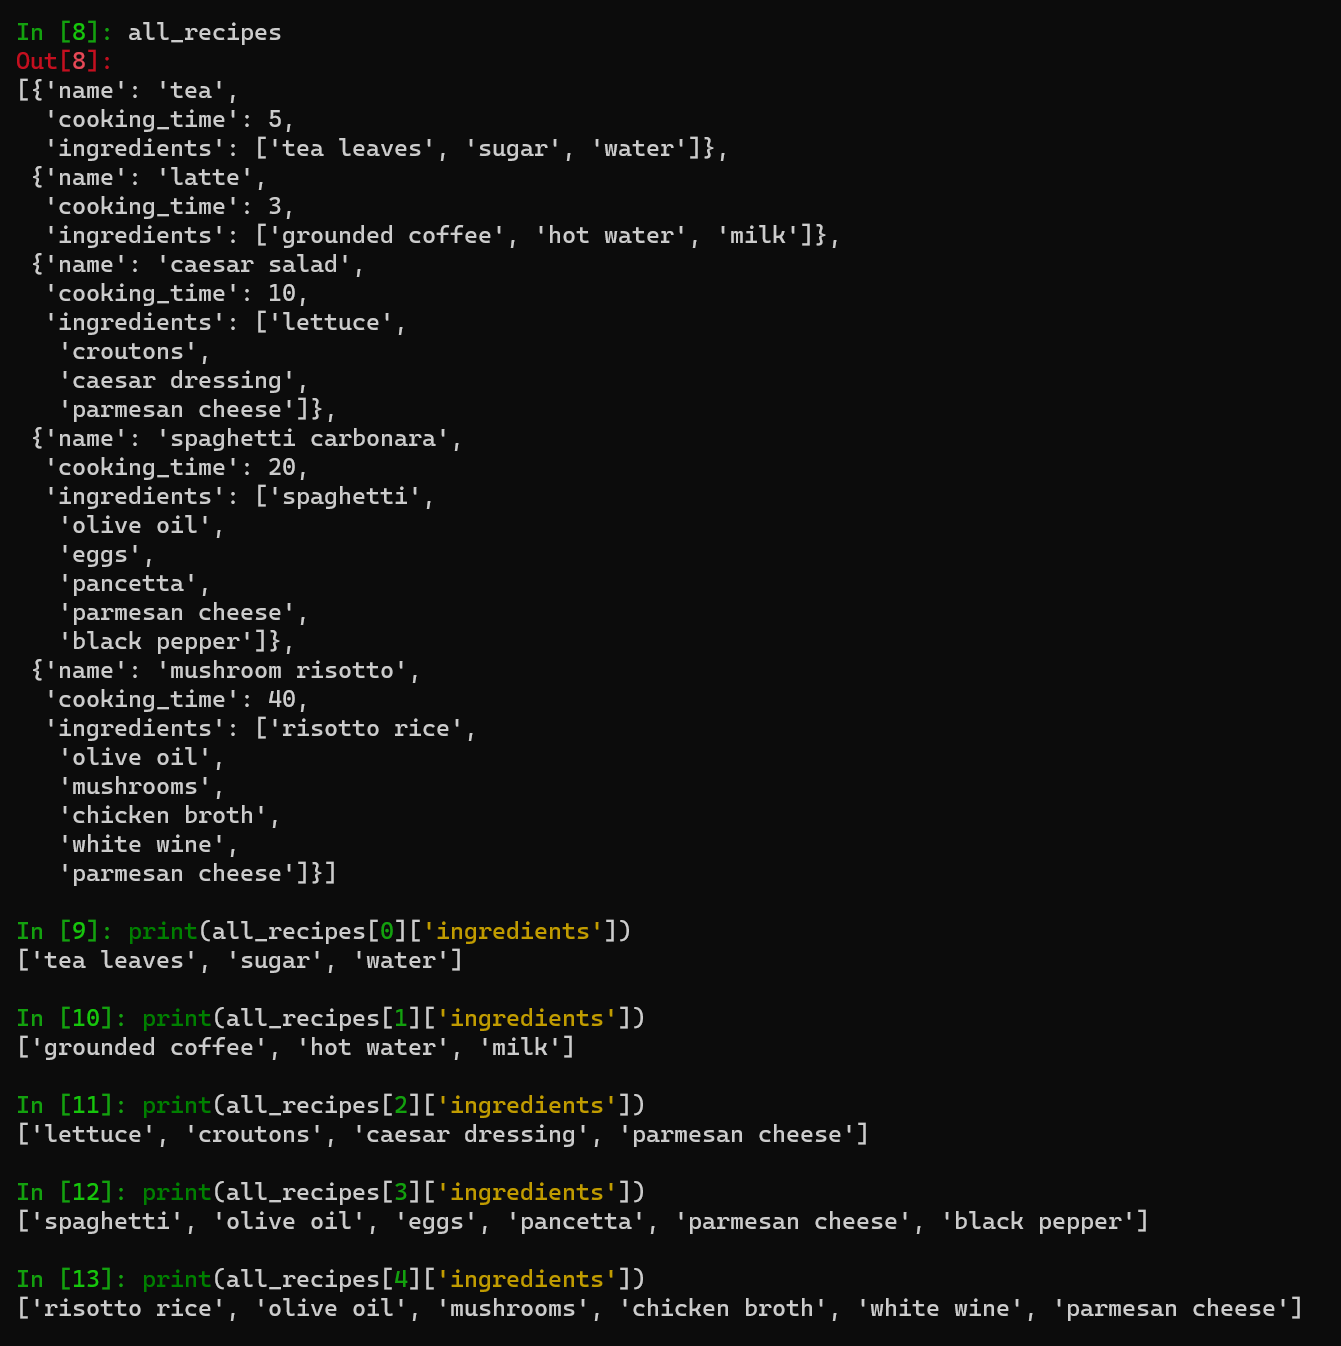 In [8]: all_recipes
Out[8]:
[{'name': 'tea',
  'cooking_time': 5,
  'ingredients': ['tea leaves', 'sugar', 'water']},
 {'name': 'latte',
  'cooking_time': 3,
  'ingredients': ['grounded coffee', 'hot water', 'milk']},
 {'name': 'caesar salad',
  'cooking_time': 10,
  'ingredients': ['lettuce',
   'croutons',
   'caesar dressing',
   'parmesan cheese']},
 {'name': 'spaghetti carbonara',
  'cooking_time': 20,
  'ingredients': ['spaghetti',
   'olive oil',
   'eggs',
   'pancetta',
   'parmesan cheese',
   'black pepper']},
 {'name': 'mushroom risotto',
  'cooking_time': 40,
  'ingredients': ['risotto rice',
   'olive oil',
   'mushrooms',
   'chicken broth',
   'white wine',
   'parmesan cheese']}]
In [9]: print(all_recipes[0]['ingredients'])
['tea leaves', 'sugar', 'water']
In [10]: print(all_recipes[1]['ingredients'])
['grounded coffee', 'hot water', 'milk']
In [11]: print(all_recipes[2]['ingredients'])
['lettuce', 'croutons', 'caesar dressing', 'parmesan cheese']
In [12]: print(all_recipes[3]['ingredients'])
['spaghetti', 'olive oil', 'eggs', 'pancetta', 'parmesan cheese', 'black pepper']
In [13]: print(all_recipes[4]['ingredients'])
['risotto rice', 'olive oil', 'mushrooms', 'chicken broth', 'white wine', 'parmesan cheese']